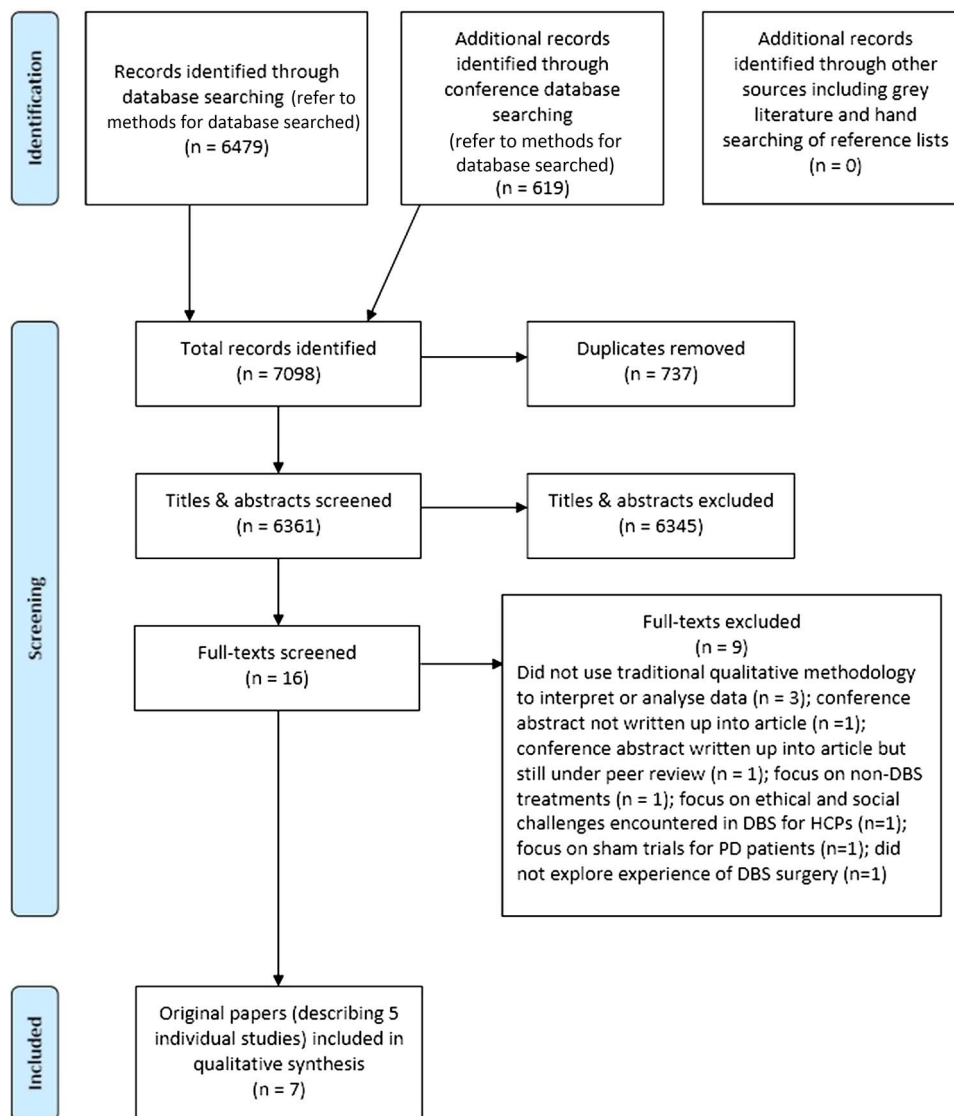 Identification
Records identified through
database searching (refer to
methods for database searched)
(n = 6479)
Additional records
identified through
conference database
searching
(refer to methods for
database searched)
(n = 619)
Additional records
identified through other
sources including grey
literature and hand
searching of reference lists
(n = 0)
Screening
Total records identified
(n = 7098)
Duplicates removed
(n = 737)
Titles & abstracts screened
(n = 6361)
Titles & abstracts excluded
(n = 6345)
Full-texts screened
(n = 16)
Full-texts excluded
(n = 9)
Did not use traditional qualitative methodology
to interpret or analyse data (n = 3); conference
abstract not written up into article (n =1);
conference abstract written up into article but
still under peer review (n = 1); focus on non-DBS
treatments (n = 1); focus on ethical and social
challenges encountered in DBS for HCPs (n=1);
focus on sham trials for PD patients (n=1); did
not explore experience of DBS surgery (n=1)
Included
Original papers (describing 5
individual studies) included in
qualitative synthesis
(n = 7)